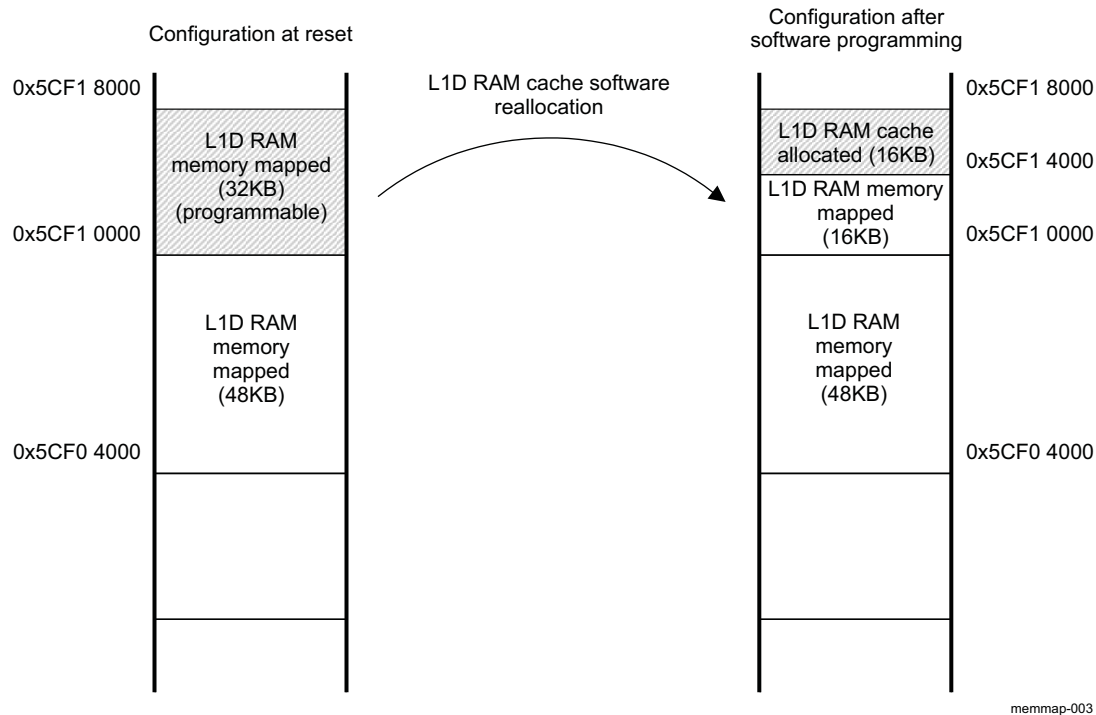 Configuration at reset
Configuration after
software programming
0x5CF1 8000
L1D RAM cache software
reallocation
0x5CF1 8000
L1D RAM
memory mapped
(32KB)
(programmable)
L1D RAM cache
allocated (16KB)
0x5CF1 4000
L1D RAM memory
mapped
(16KB)
0x5CF1 0000
0x5CF1 0000
L1D RAM
memory
mapped
(48KB)
L1D RAM
memory
mapped
(48KB)
0x5CF0 4000
0x5CF0 4000
memmap-003